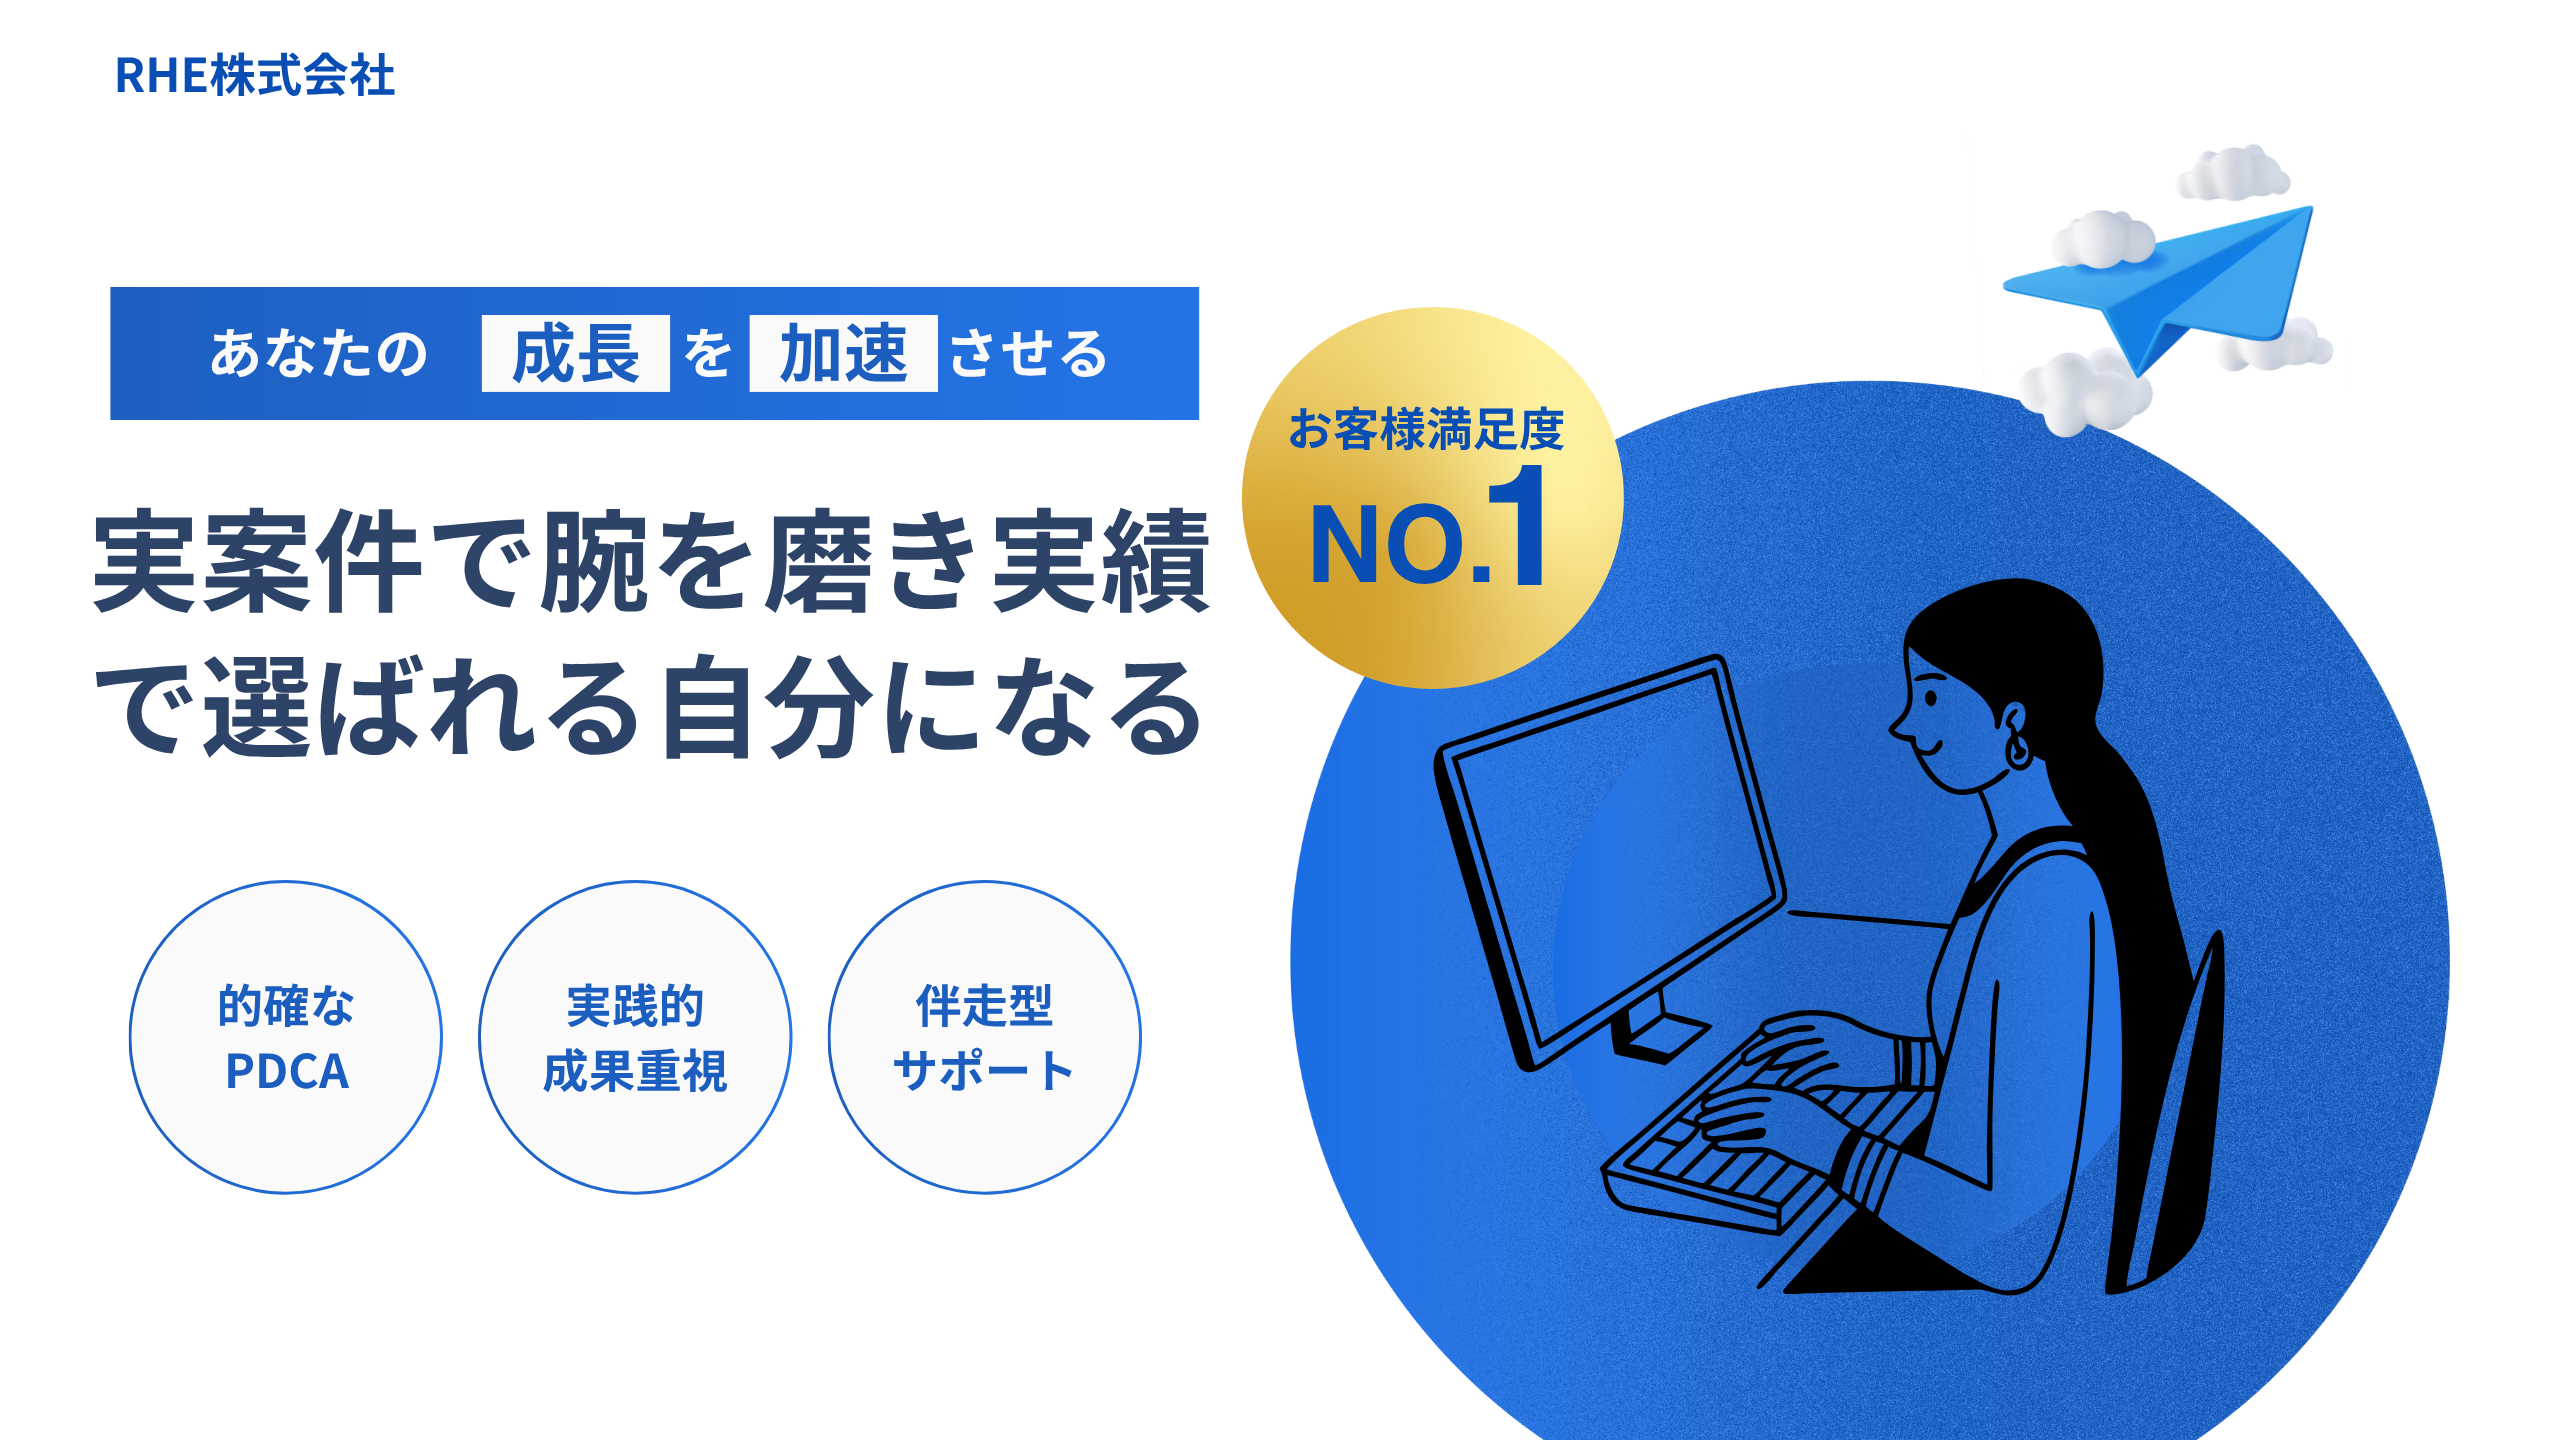 RHE株式会社
あなたの 成長 を 加速 させる
実案件で腕を磨き実績
で選ばれる自分になる
お客様満足度
NO.1
的確な
PDCA
実践的
成果重視
伴走型
サポート